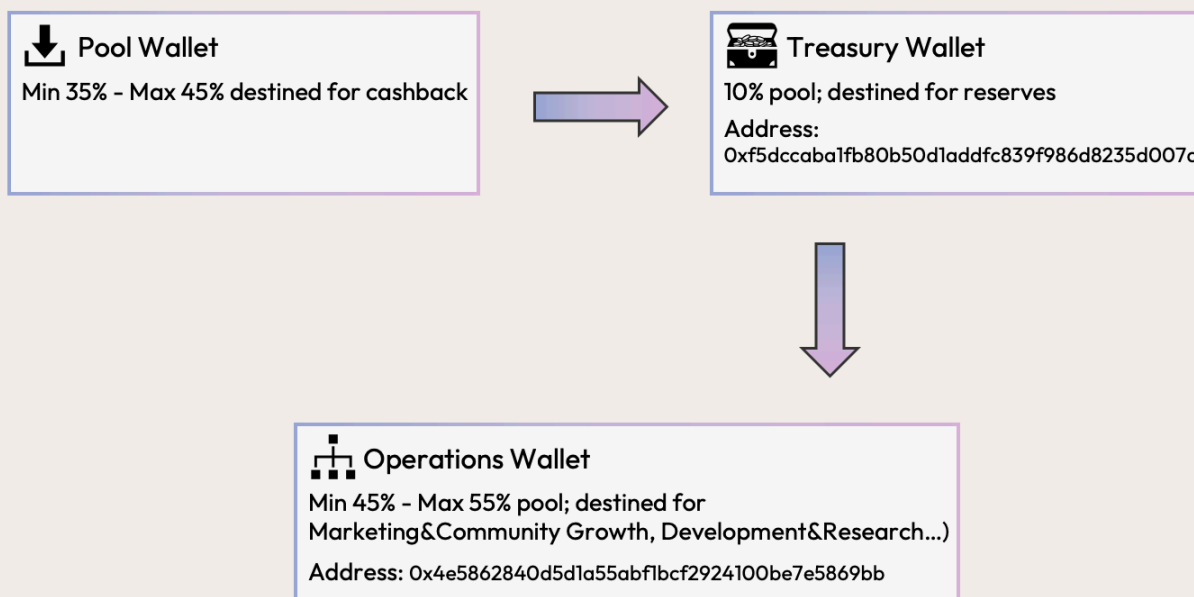 Pool Wallet
Min 35% - Max 45% destined for cashback
Treasury Wallet
10% pool; destined for reserves
Address:
0xf5dccaba1fb80b50d1addfc839f986d8235d007
Operations Wallet
Min 45% - Max 55% pool; destined for
Marketing&Community Growth, Development&Research...)
Address: 0x4e5862840d5d1a55abf1bcf2924100be7e5869bb